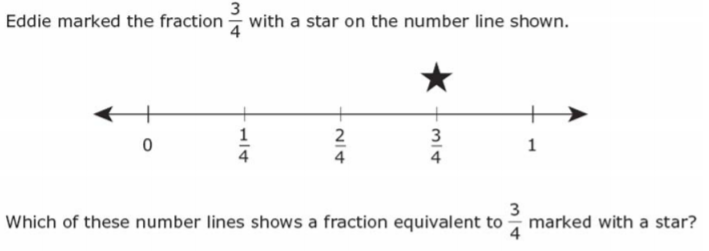 Eddie marked the fraction 3/4 with a star on the number line shown.
0 1/4 2/4 3/4 1
Which of these number lines shows a fraction equivalent to 3/4 marked with a star?